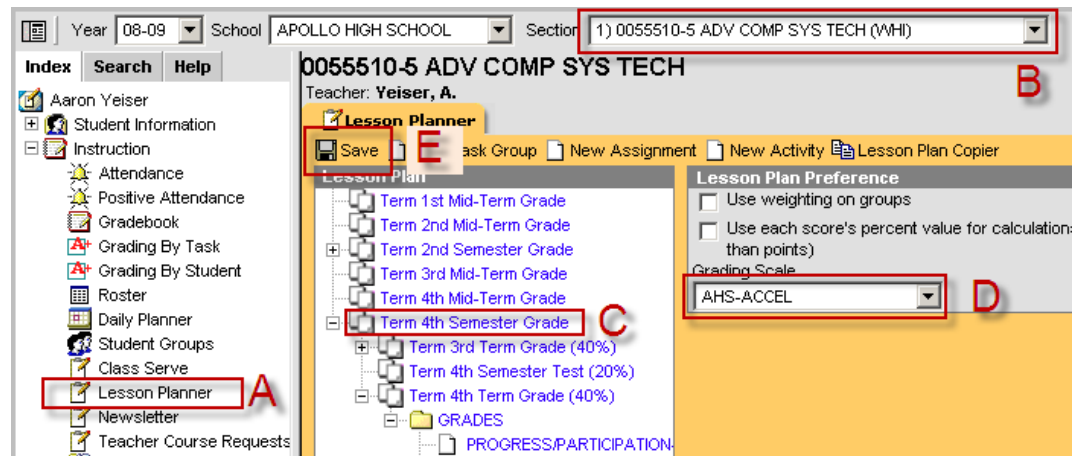 Year 08-09 School APOLLO HIGH SCHOOL Section 1) 0055510-5 ADV COMP SYS TECH (WHI)
B
Index Search Help
Aaron Yeiser
Student Information
Instruction
Attendance
Positive Attendance
Gradebook
Grading By Task
Grading By Student
Roster
Daily Planner
Student Groups
Class Serve
Lesson Planner
A
Newsletter
Teacher Course Requests
0055510-5 ADV COMP SYS TECH
Teacher: Yeiser, A.
Lesson Planner
Save E ask Group New Assignment New Activity Lesson Plan Copier
Lesson Plan
Term 1st Mid-Term Grade
Term 2nd Mid-Term Grade
Term 2nd Semester Grade
Term 3rd Mid-Term Grade
Term 4th Mid-Term Grade
Term 4th Semester Grade
C
Term 3rd Term Grade (40%)
Term 4th Semester Test (20%)
Term 4th Term Grade (40%)
GRADES
PROGRESS/PARTICIPATION-
Lesson Plan Preference
Use weighting on groups
Use each score's percent value for calculation
than points)
Grading Scale
AHS-ACCEL
D